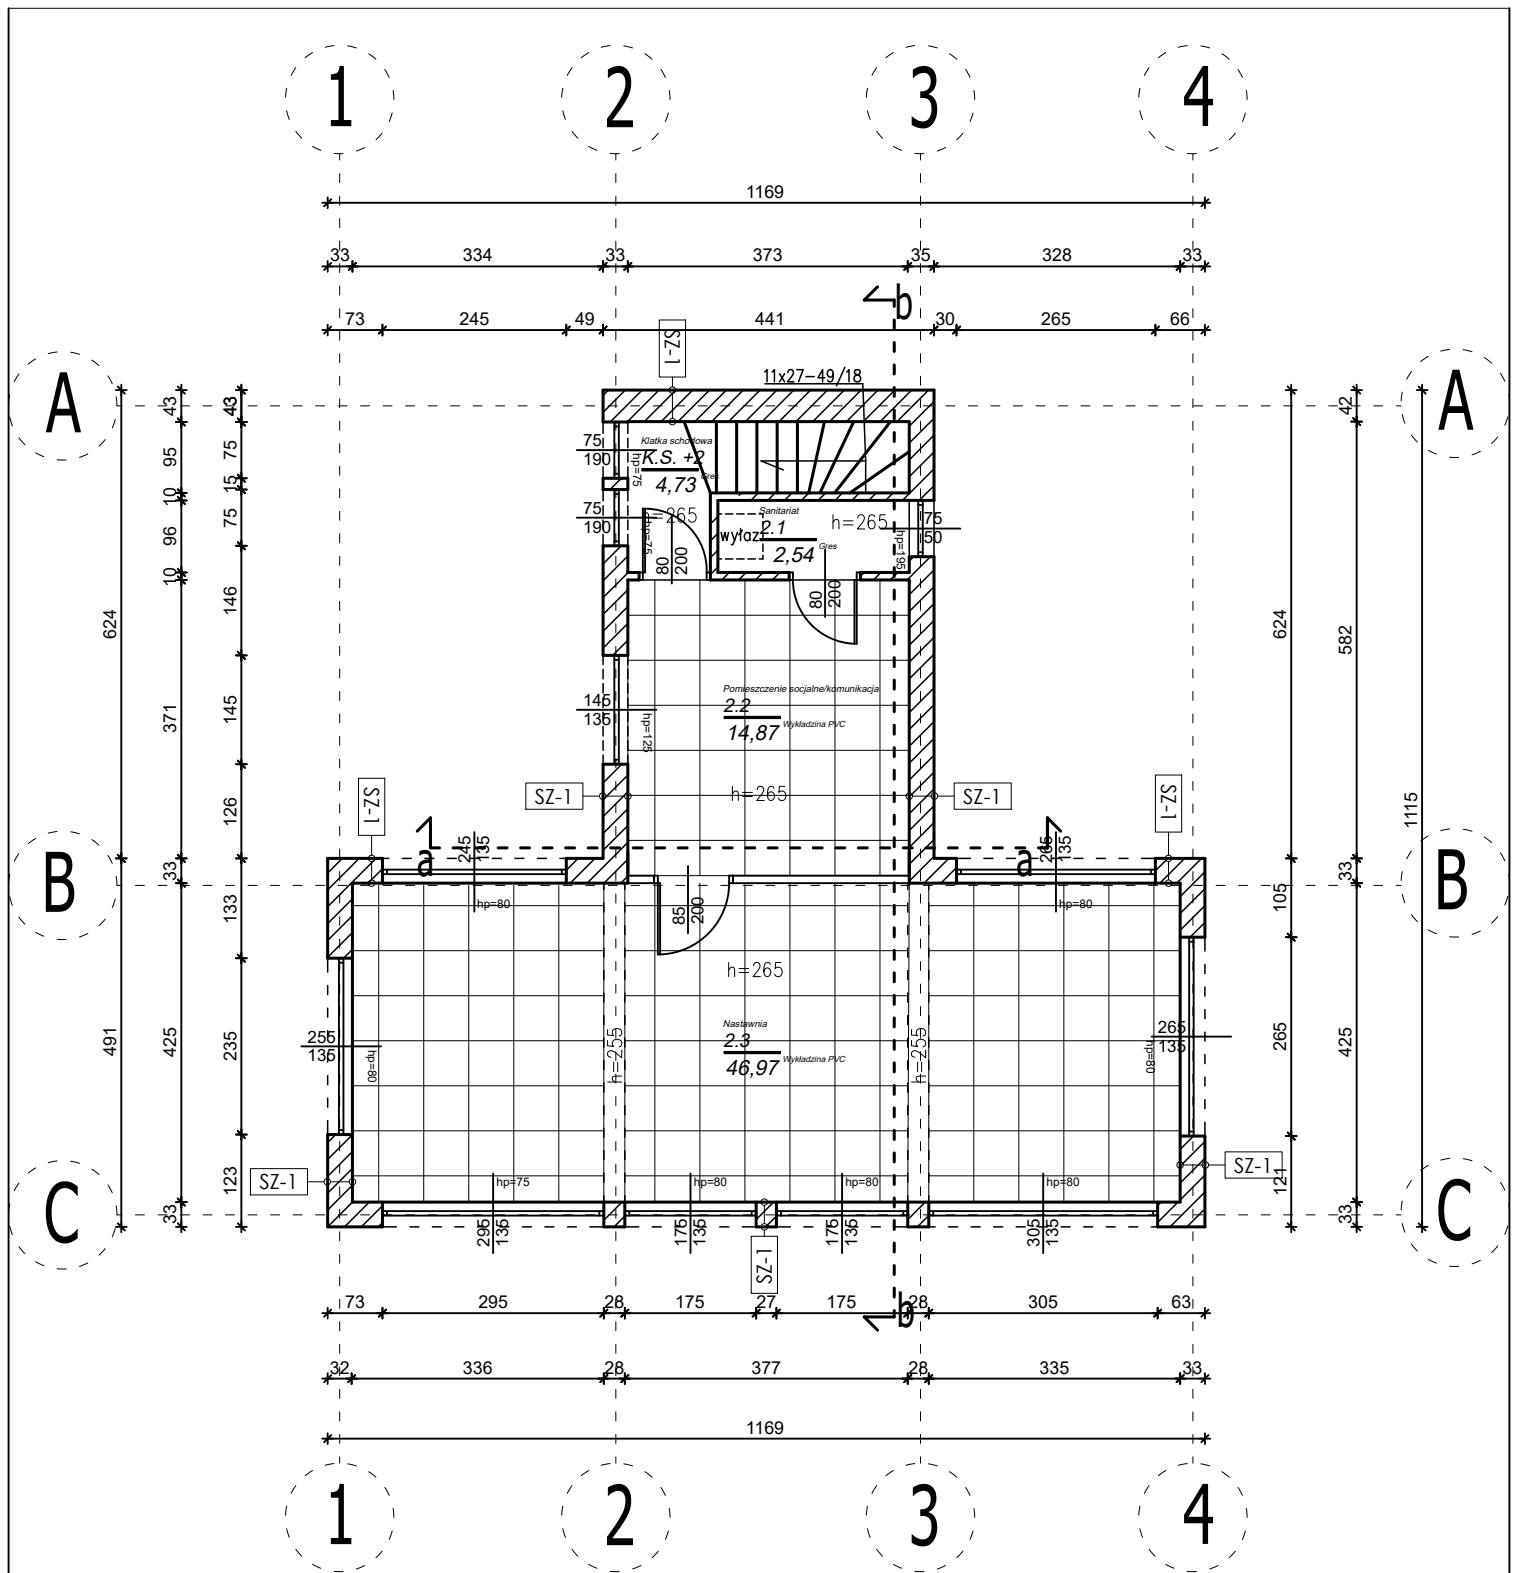 1 2 3 4
1169
33 334 33 373 35 328 33
73 245 49 441 30 265 66
b
SZ-1
11x27-49/18
A A
43 43 42
95 75
15
10 75
96
10 146
624
371 145
126
33
133
491 425 235
123
33
624 582
1115
33
105
265 425
121
33
75
190
hp=75
Klatka schodowa
K.S. +2
Gres
4,73
75
190
hp=75
80
200
wyłaz
Sanitariat
2.1
Gres
2,54
h=265
75
50
hp=195
80
200
Pomieszczenie socjalne/komunikacja
2.2
Wykładzina PVC
14,87
145
135
hp=125
h=265
SZ-1 SZ-1
SZ-1 SZ-1
a a
245
135
265
135
B B
hp=80 hp=80
85
200
h=265
Nastawnia
2.3
Wykładzina PVC
46,97
h=255 h=255
255
135
hp=80
265
135
hp=80
SZ-1 SZ-1
hp=75 hp=80 hp=80 hp=80
C C
295
135
175
135
175
135
305
135
SZ-1
b
73 295 28 175 27 175 28 305 63
32 336 28 377 28 335 33
1169
1 2 3 4